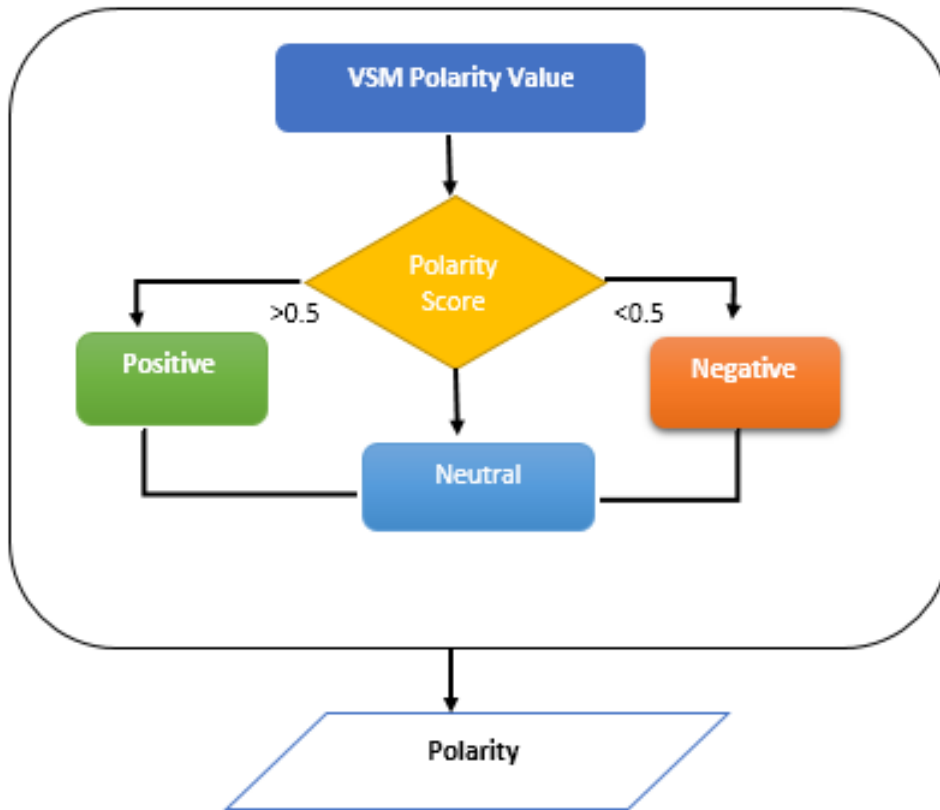 VSM Polarity Value
Polarity
Score
>0.5
<0.5
Positive
Negative
Neutral
Polarity